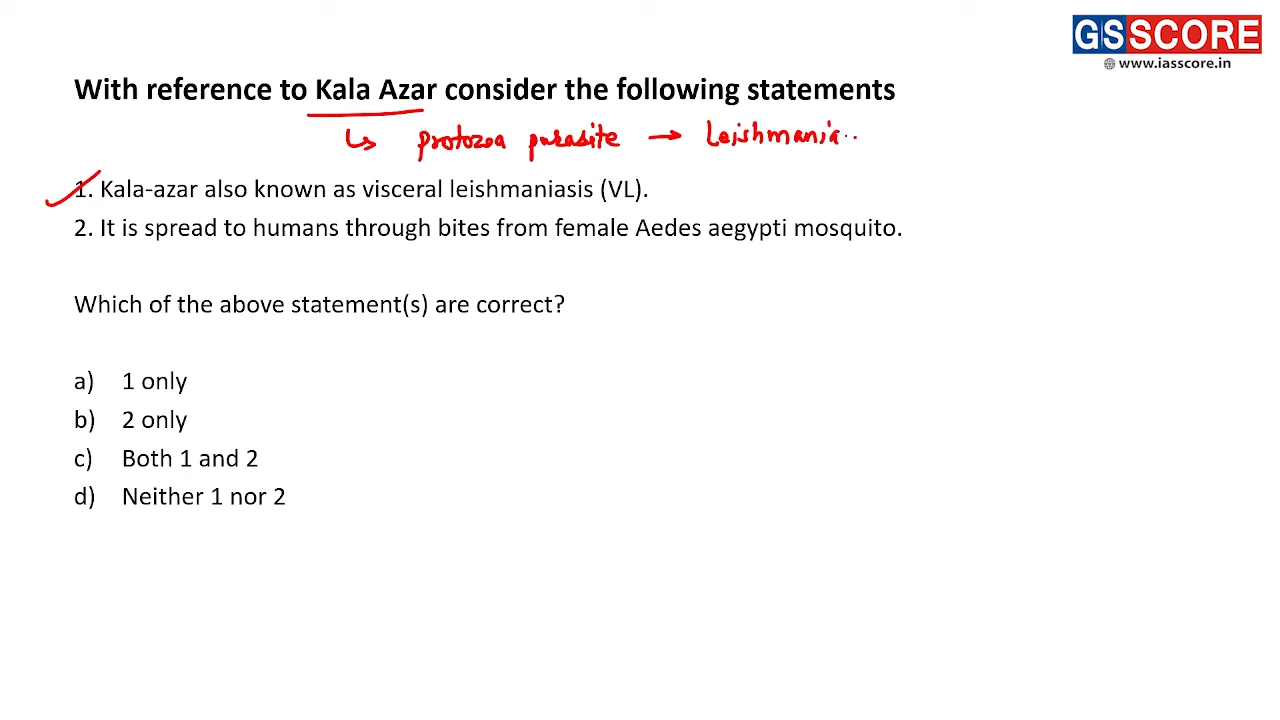 GSSCORE
www.iasscore.in
With reference to Kala Azar consider the following statements
↳ protozoa parasite → Leishmania..
1. Kala-azar also known as visceral leishmaniasis (VL).
2. It is spread to humans through bites from female Aedes aegypti mosquito.
Which of the above statement(s) are correct?
a) 1 only
b) 2 only
c) Both 1 and 2
d) Neither 1 nor 2